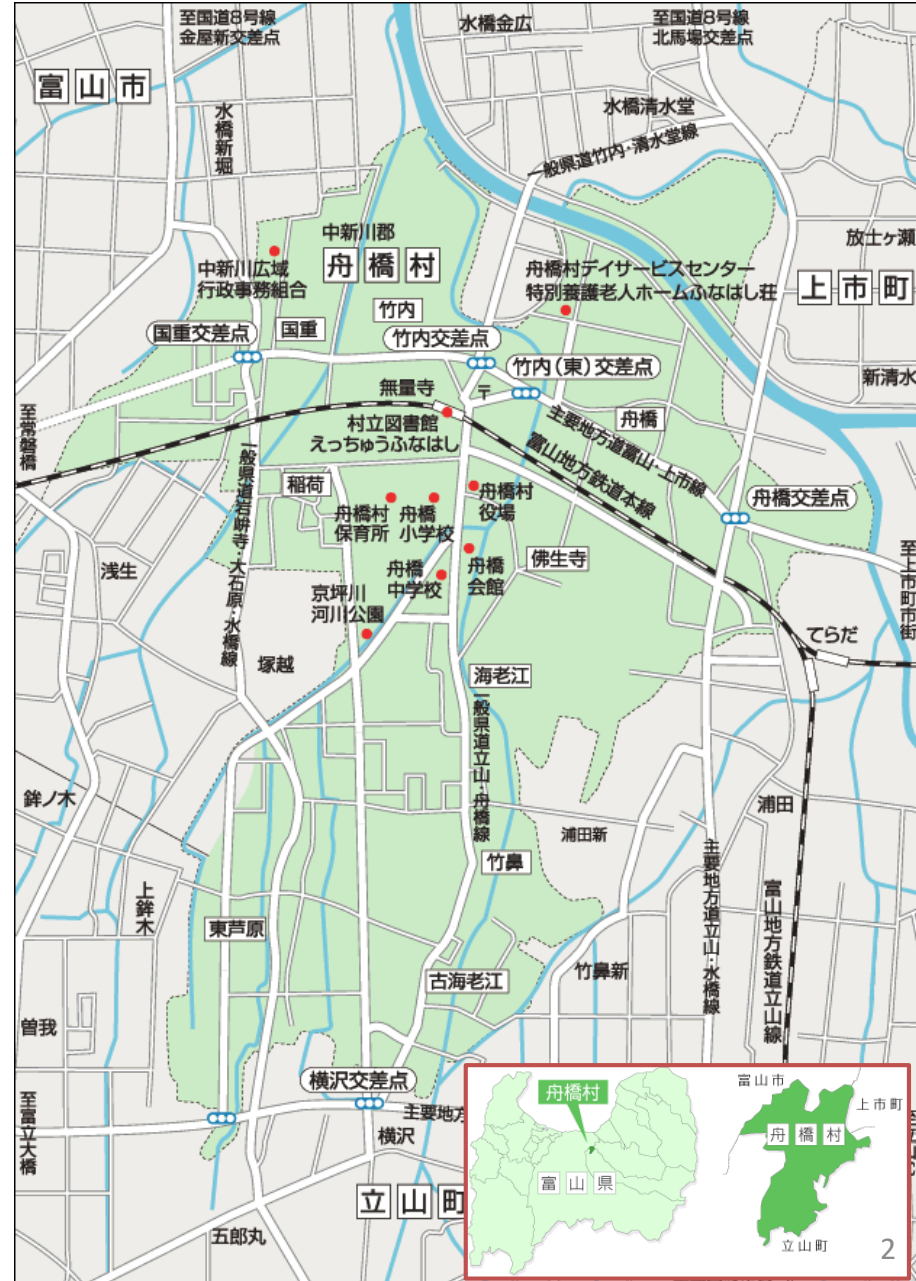 至国道8号線
金屋新交差点
水橋金広
至国道8号線
北馬場交差点
富山市
水橋新堀
水橋清水堂
一般県道竹内・清水堂線
中新川郡
舟橋村
放士ヶ瀬
中新川広域
行政事務組合
舟橋村デイサービスセンター
特別養護老人ホームふなはし荘
上市町
竹内
国重交差点
国重
竹内交差点
竹内(東)交差点
新清水
無量寺
〒
至常磐橋
村立図書館
えっちゅうふなはし
舟橋
主要地方道富山・上市線
富山地方鉄道本線
一般県道岩峅寺・大石原・水橋線
稲荷
舟橋村
保育所
舟橋
小学校
舟橋村
役場
舟橋交差点
浅生
舟橋
中学校
舟橋
会館
佛生寺
至上市町市街
京坪川
河川公園
てらだ
塚越
海老江
一般県道立山・舟橋線
鉾ノ木
浦田
浦田新
竹鼻
主要地方道立山・水橋線
富山地方鉄道立山線
上鉾木
東芦原
竹鼻新
古海老江
曽我
横沢交差点
至富立大橋
主要地方
横沢
立山町
五郎丸
舟橋村
富山県
富山市
上市町
舟橋村
立山町
2